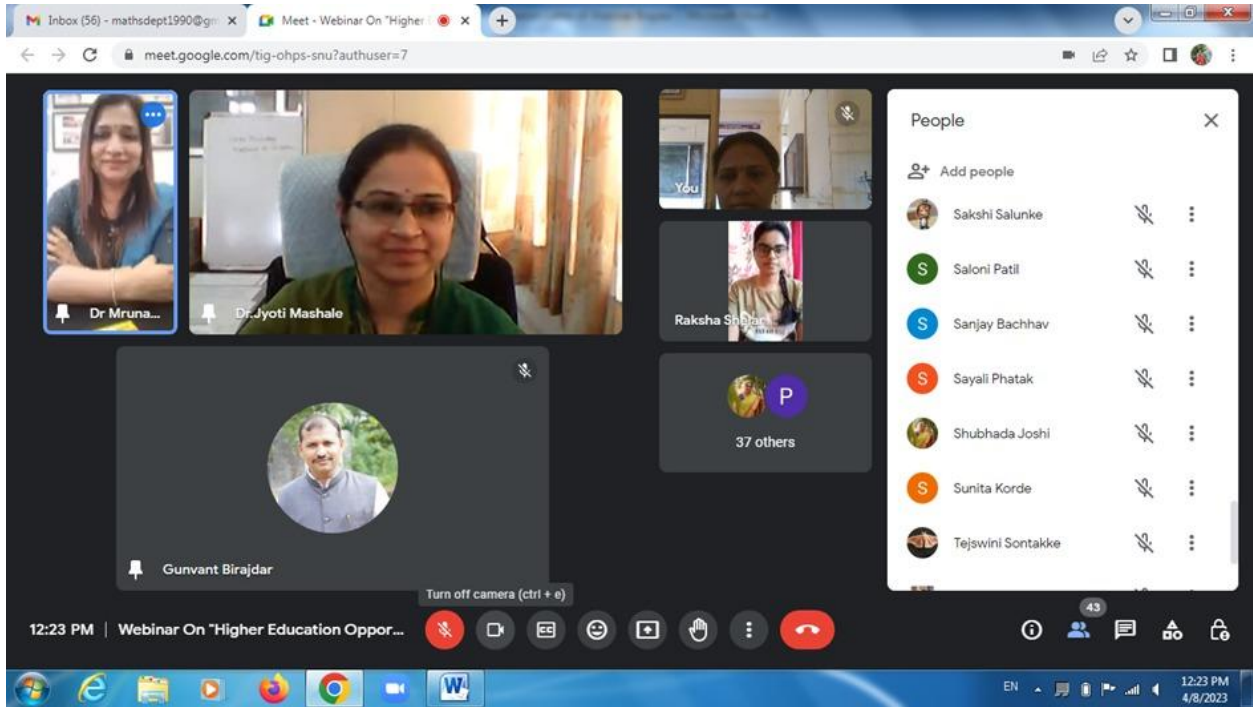 Inbox (56) - mathsdept1990@gm
Meet - Webinar On "Higher
meet.google.com/tig-ohps-snu?authuser=7
Dr Mruna...
Dr.Jyoti Mashale
You
Raksha Shelar
P
37 others
Gunvant Birajdar
People
Add people
Sakshi Salunke
S Saloni Patil
S Sanjay Bachhav
S Sayali Phatak
Shubhada Joshi
S Sunita Korde
Tejswini Sontakke
Turn off camera (ctrl + e)
12:23 PM | Webinar On "Higher Education Oppor...
CC
43
W
EN
12:23 PM
4/8/2023